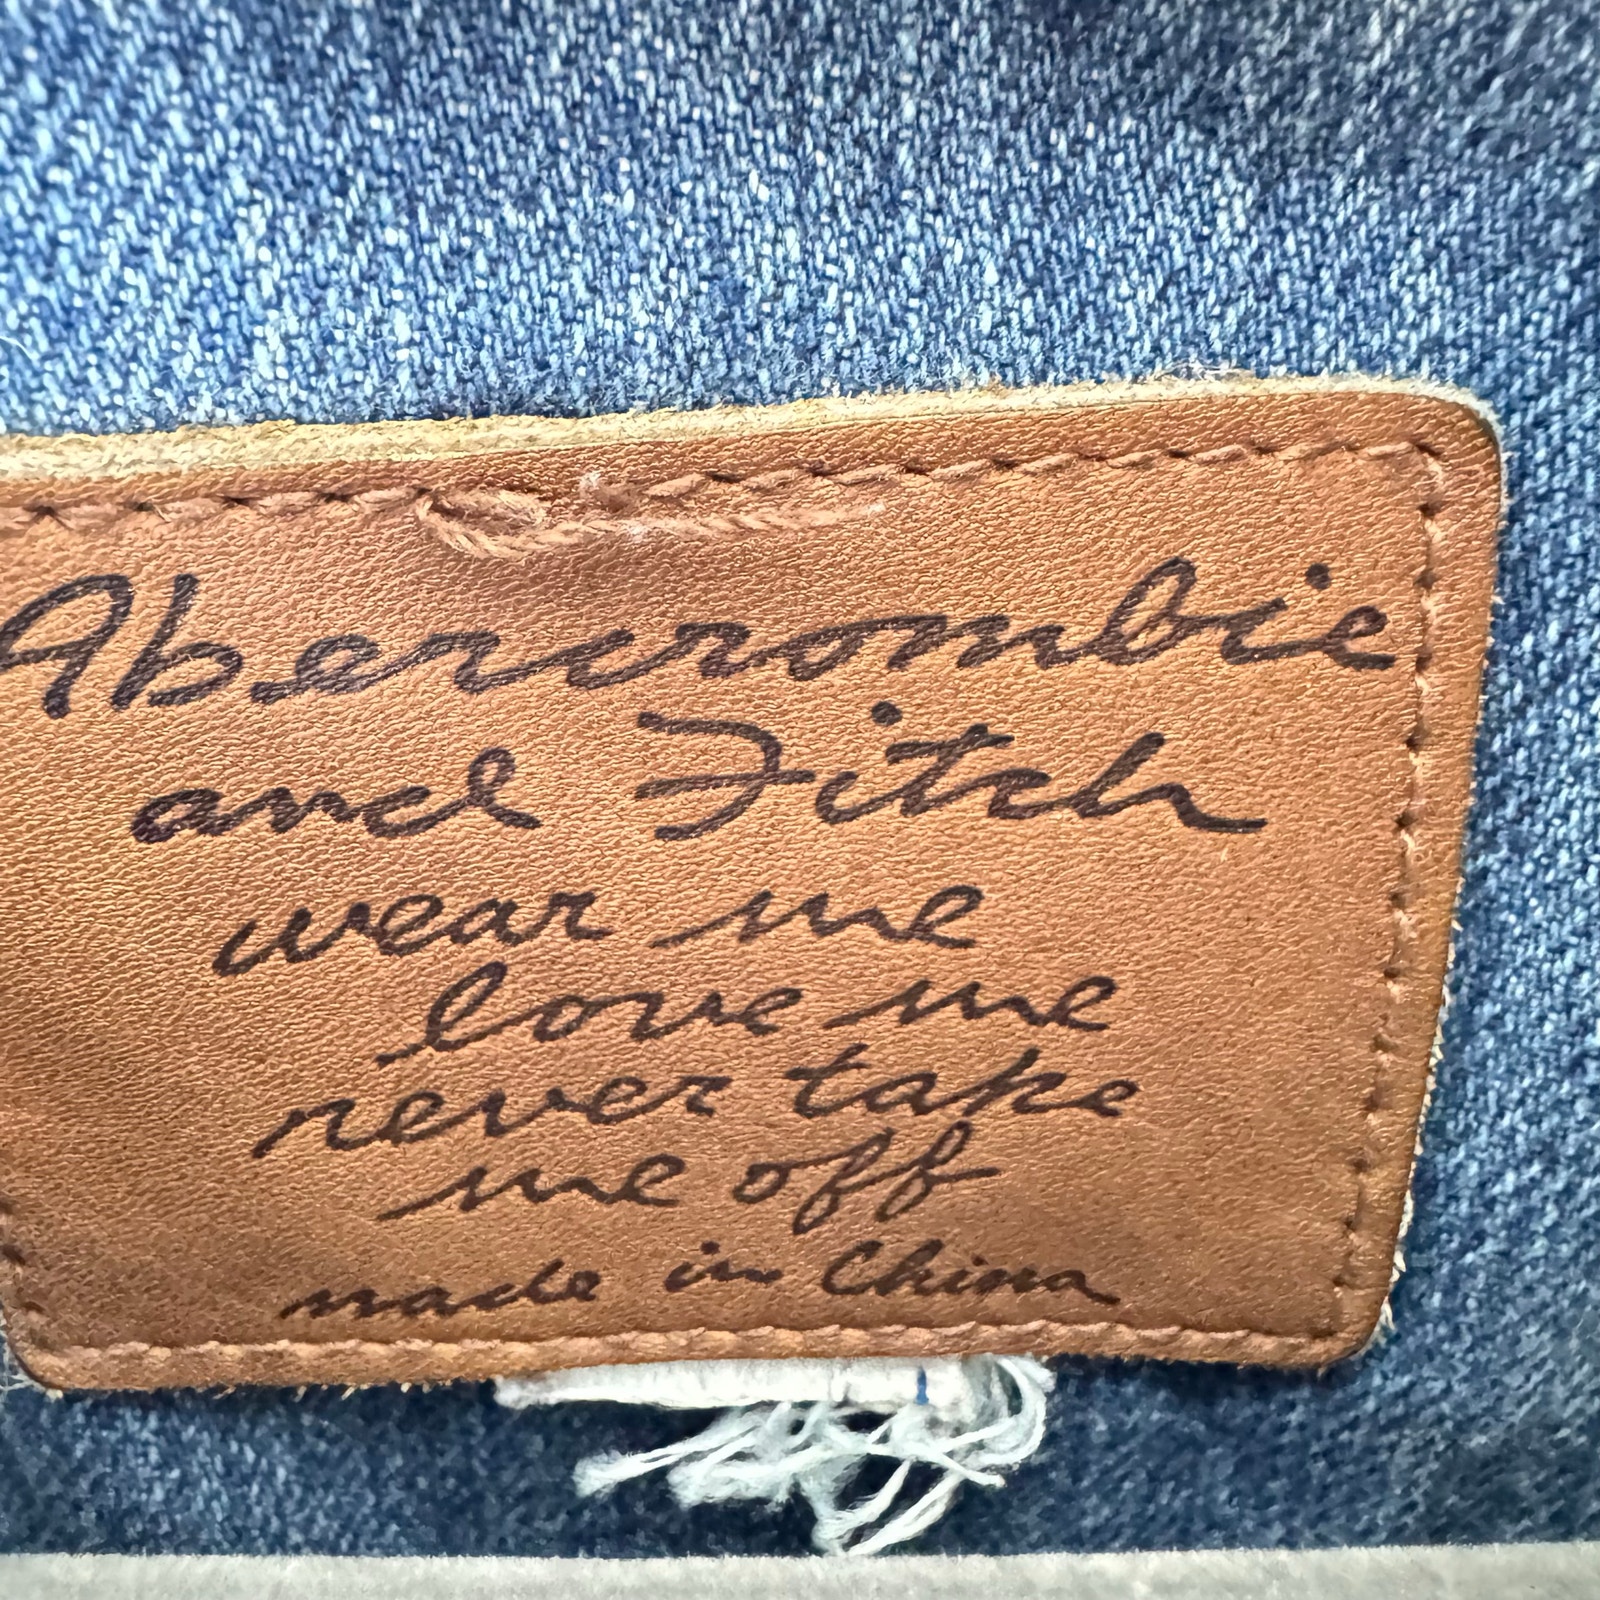 Abercrombie
and Fitch
wear me
love me
never take
me off
made in China